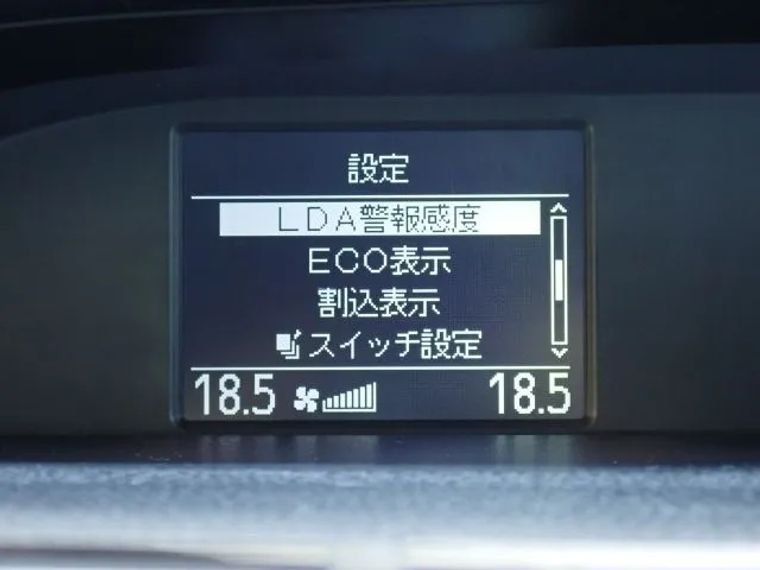 設定
LDA警報感度
ECO表示
割込表示
スイッチ設定
18.5 18.5